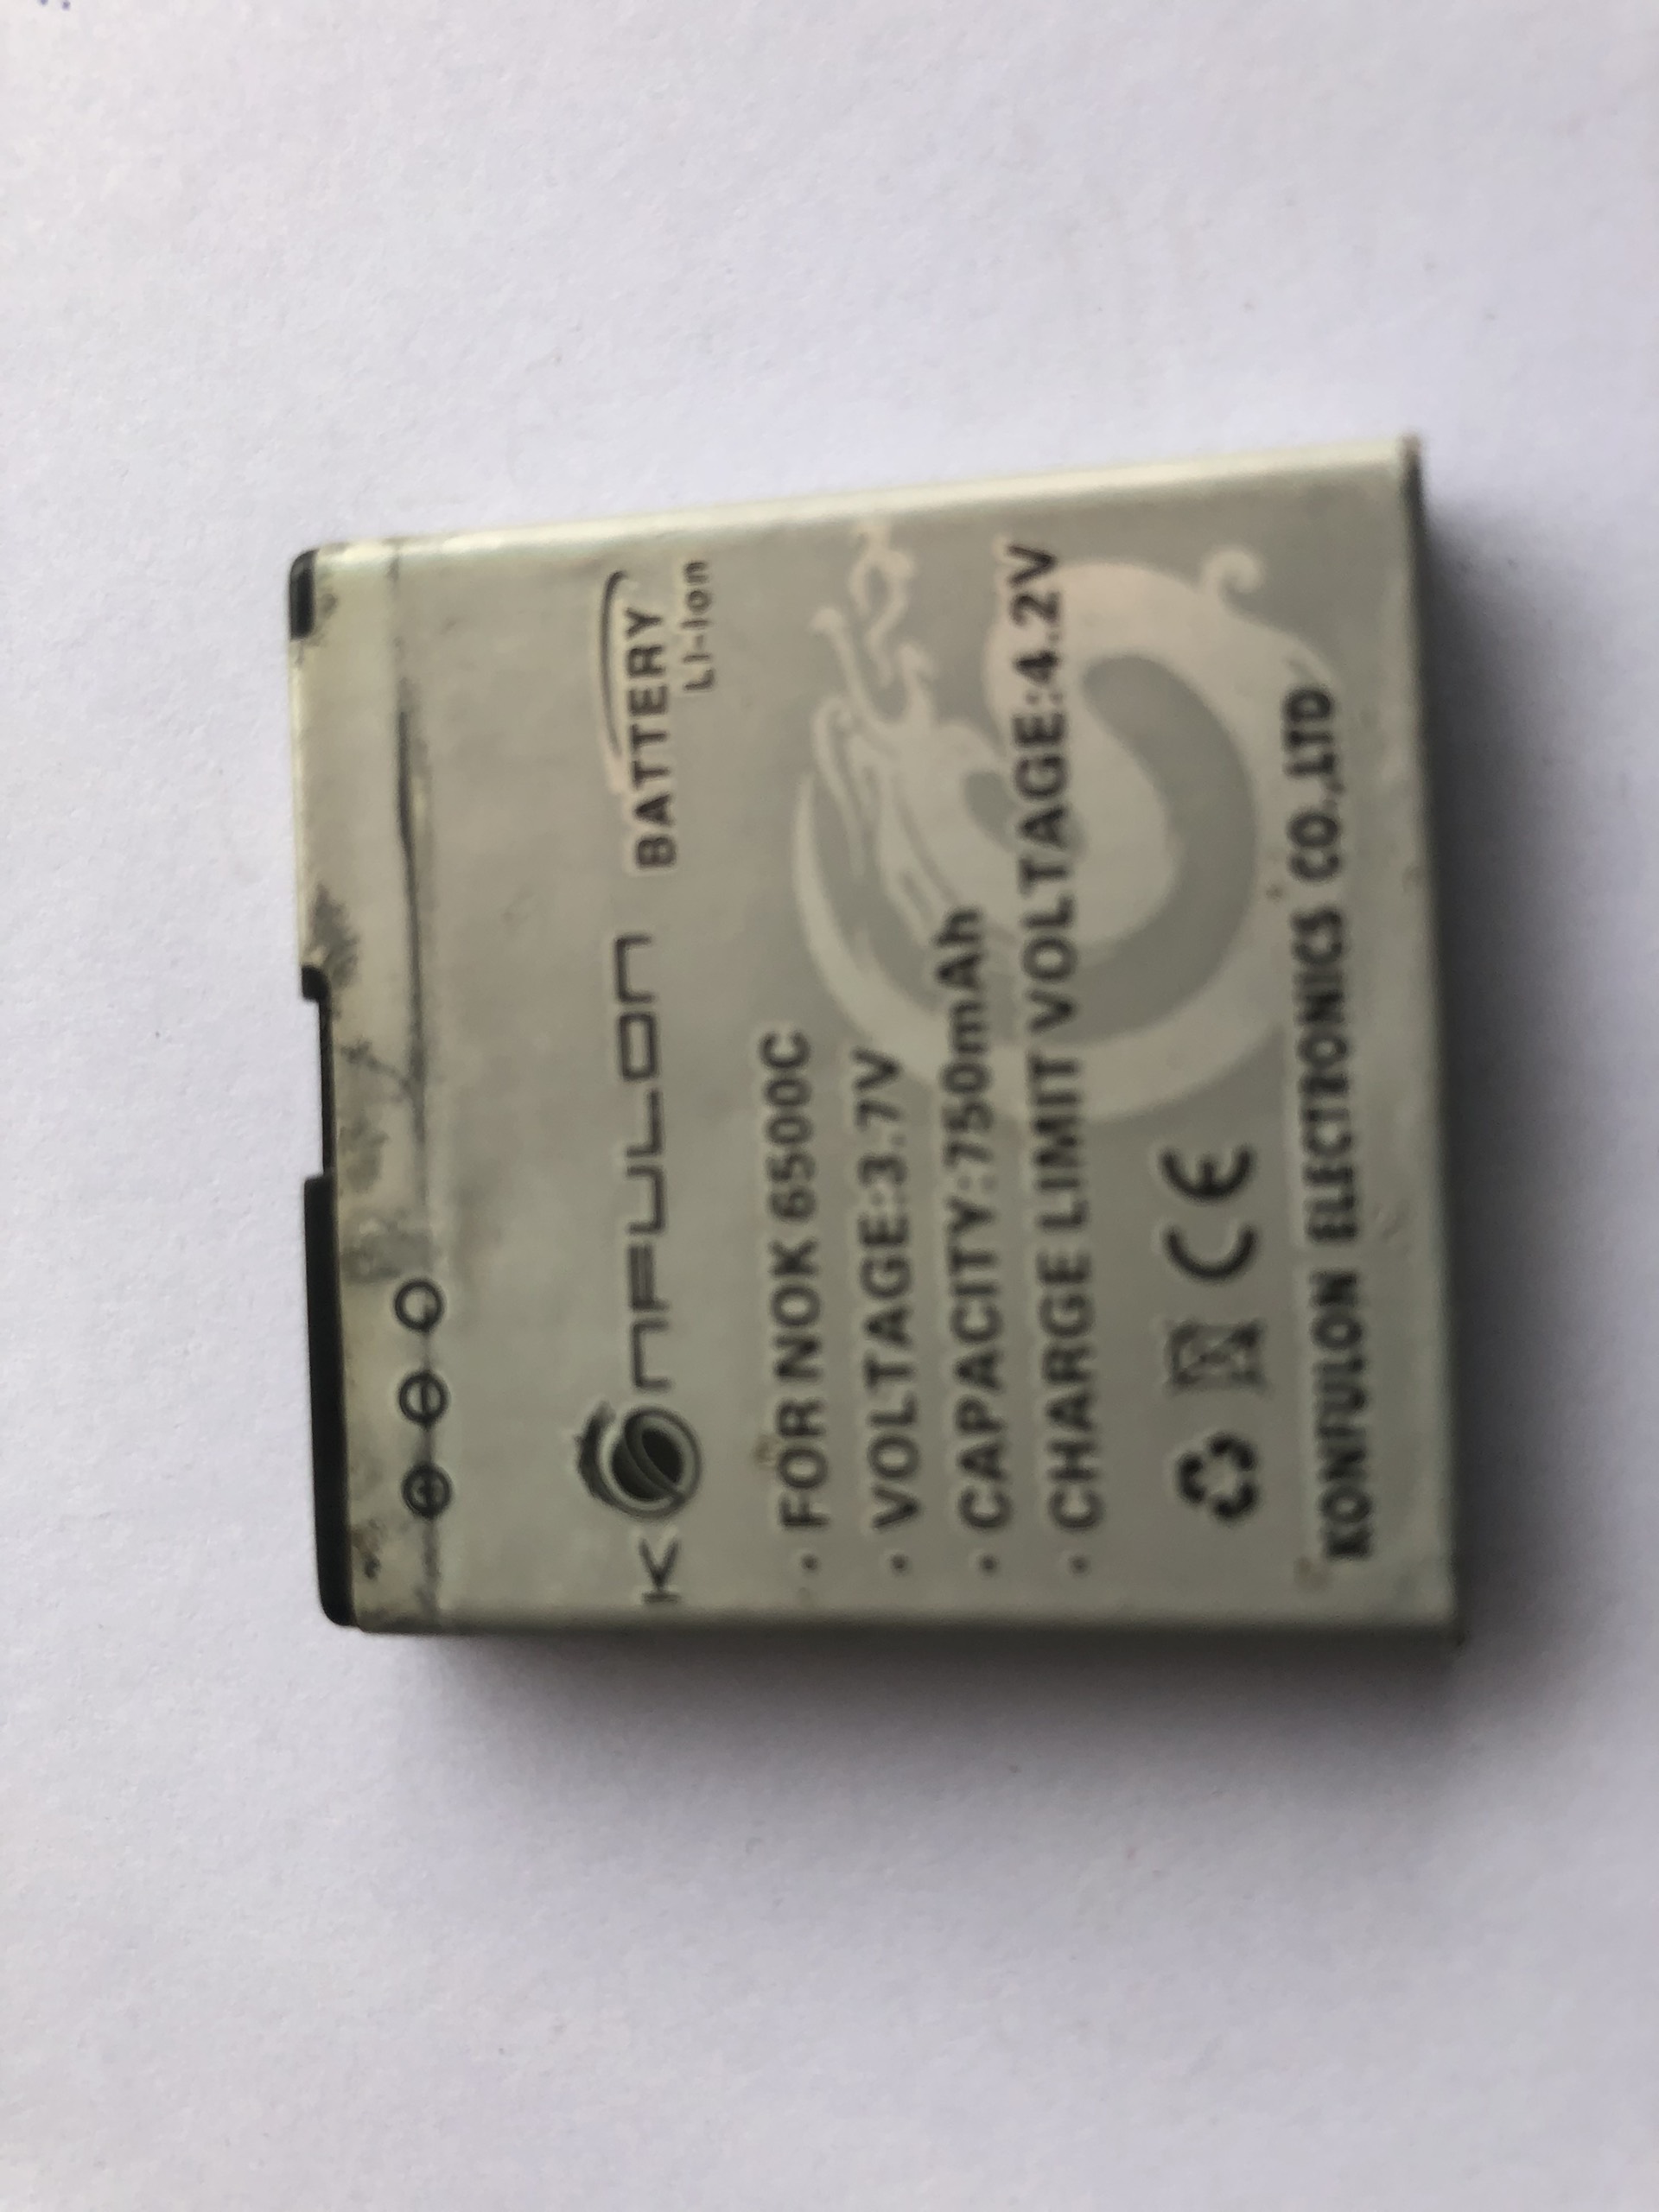 KONFULON BATTERY
Li-ion
· FOR NOK 6500C
· VOLTAGE:3.7V
· CAPACITY:750mAh
· CHARGE LIMIT VOLTAGE:4.2V
CE
KONFULON ELECTRONICS CO.,LTD